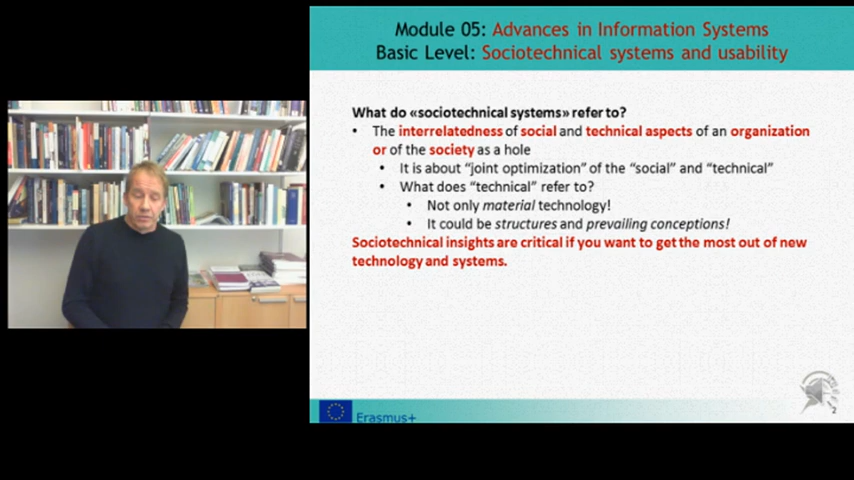 Module 05: Advances in Information Systems
Basic Level: Sociotechnical systems and usability
What do «sociotechnical systems» refer to?
• The interrelatedness of social and technical aspects of an organization
or of the society as a hole
• It is about “joint optimization” of the “social” and “technical”
• What does “technical” refer to?
• Not only material technology!
• It could be structures and prevailing conceptions!
Sociotechnical insights are critical if you want to get the most out of new
technology and systems.
Erasmus+
2